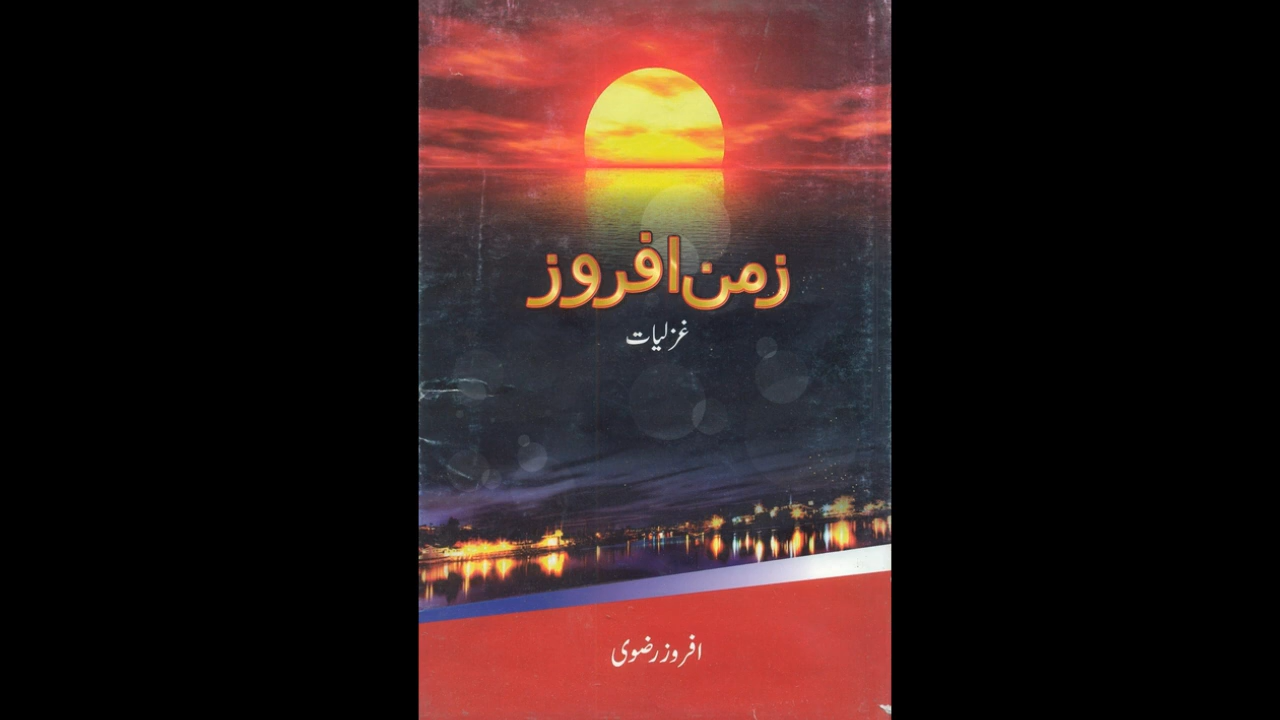 زمن افروز
غزلیات
افروز رضوی